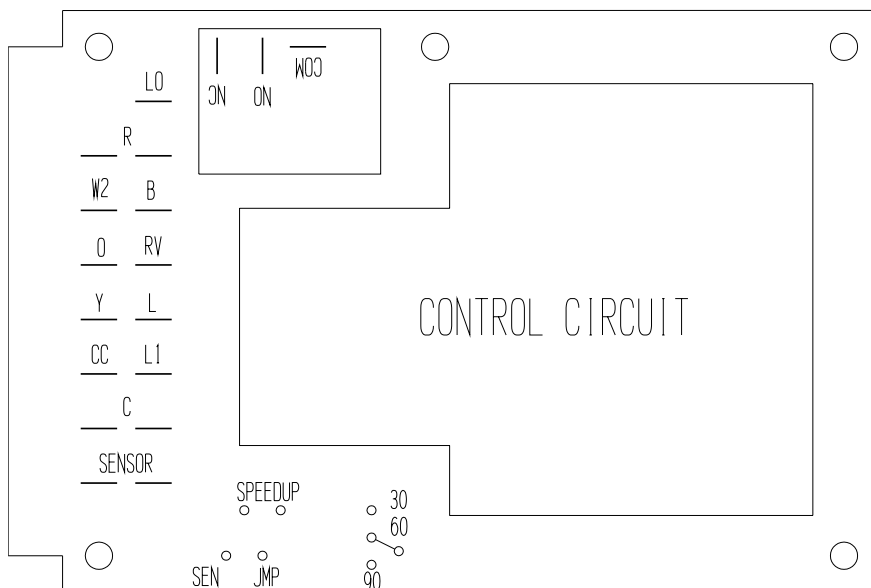 NC NO COM
LO
R
W2 B
O RV
Y L
CC L1
C
SENSOR
CONTROL CIRCUIT
SPEEDUP
30
60
90
SEN JMP